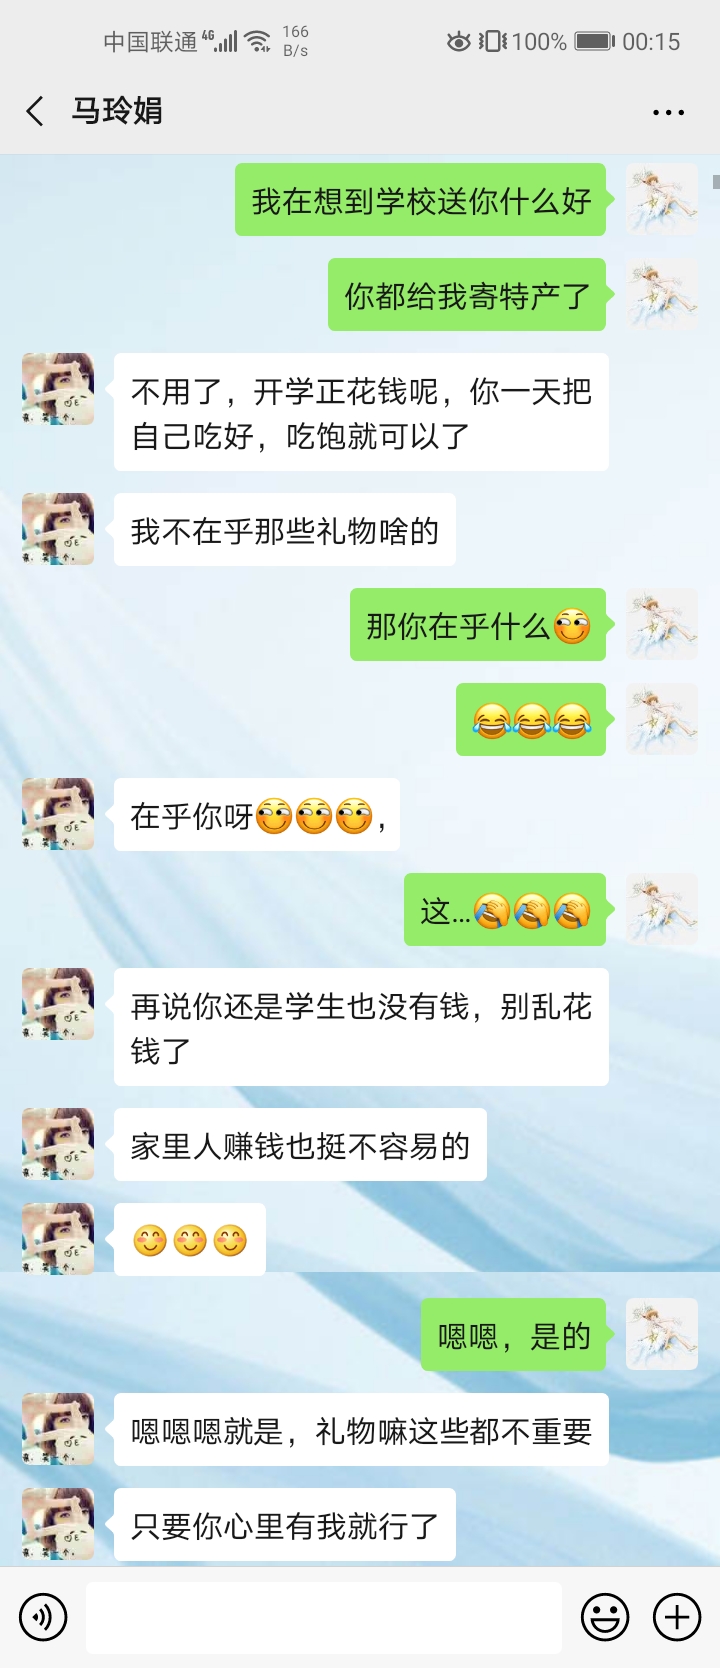 中国联通 4G 166 B/s 100% 00:15
马玲娟
我在想到学校送你什么好
你都给我寄特产了
不用了，开学正花钱呢，你一天把
自己吃好，吃饱就可以了
我不在乎那些礼物啥的
那你在乎什么
😂😂😂
在乎你呀，
这...
再说你还是学生也没有钱，别乱花
钱了
家里人赚钱也挺不容易的
😊😊😊
嗯嗯，是的
嗯嗯嗯就是，礼物嘛这些都不重要
只要你心里有我就行了